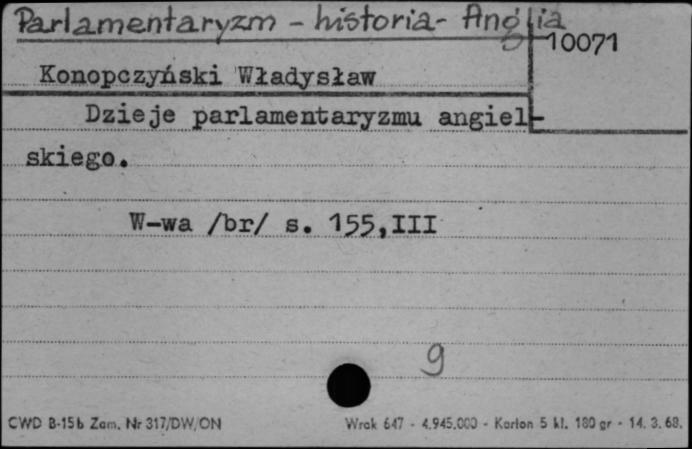 Parlamentaryzm - historia - Anglia
10071
Konopczyński Władysław
Dzieje parlamentaryzmu angiel-
skiego.
W-wa /br/ s. 155,III
9
CWD B-15b Zam. Nr 317/DW/ON Wrak 647 - 4.945.000 - Karton 5 kl. 180 gr - 14. 3. 68.